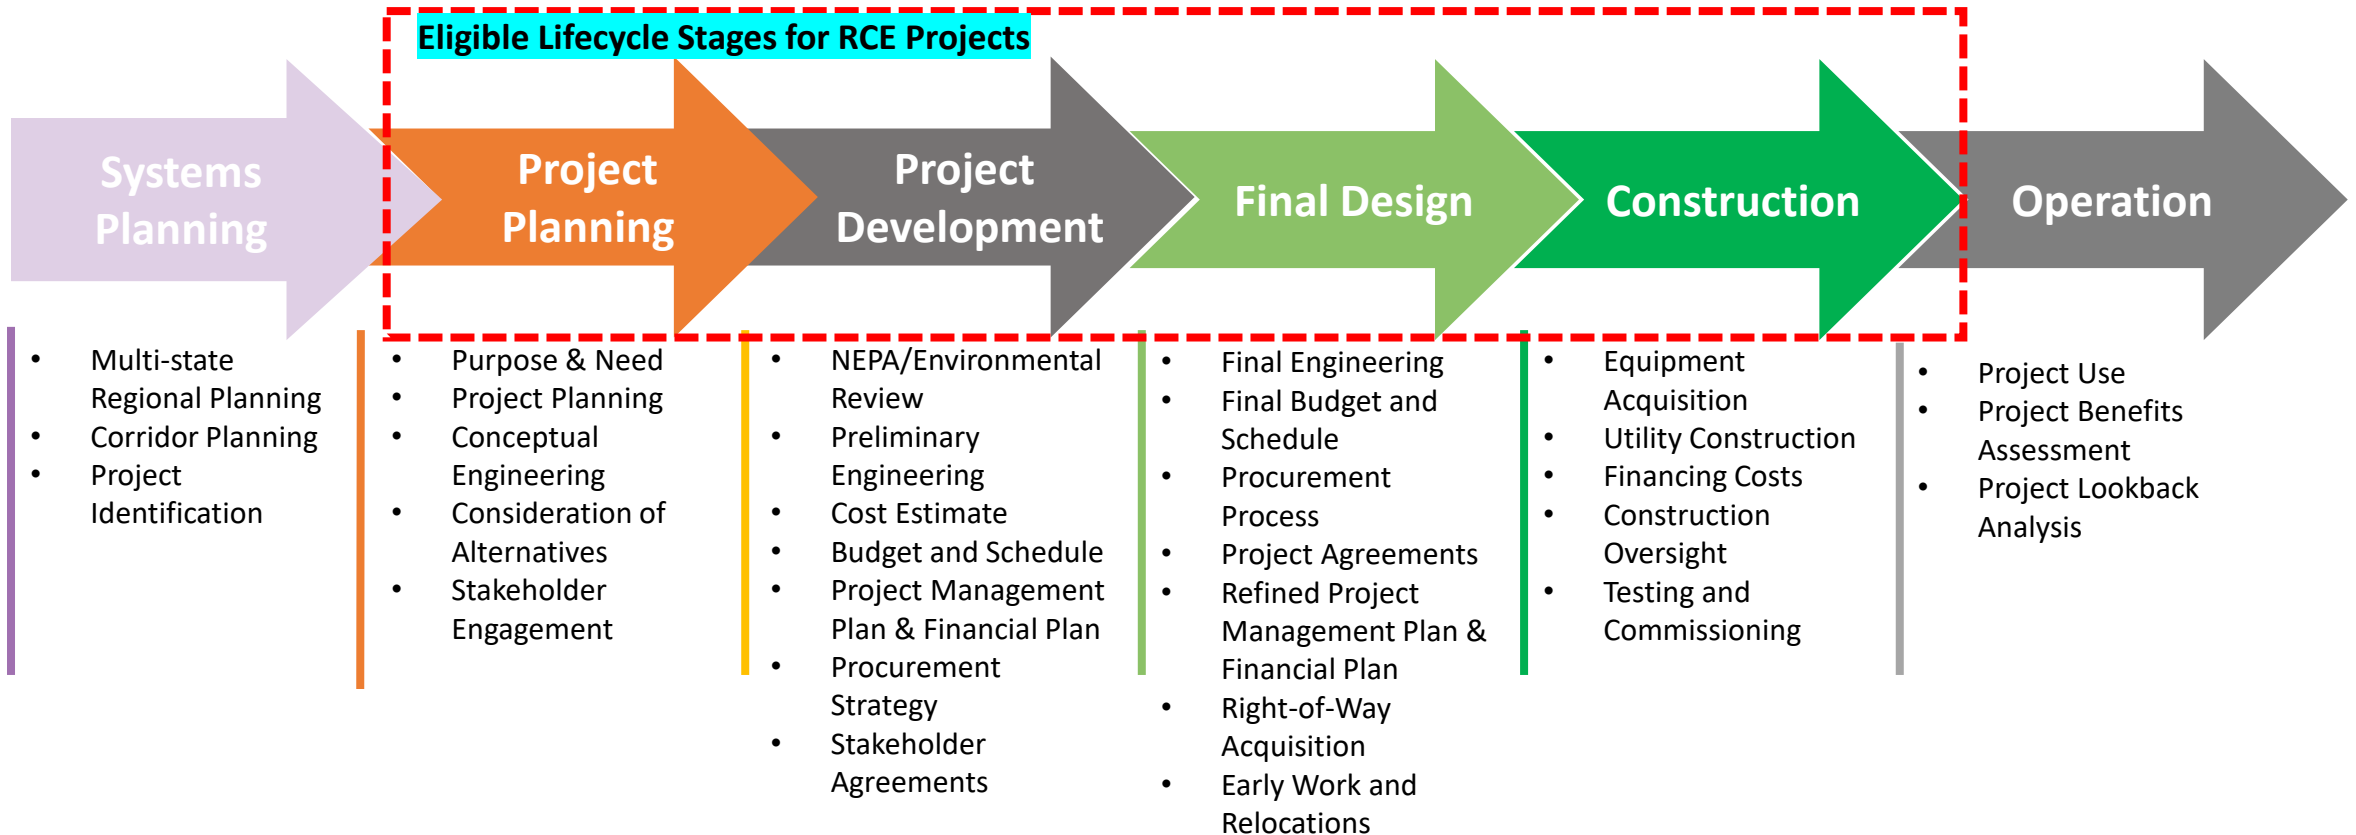 Eligible Lifecycle Stages for RCE Projects
Systems
Planning
Project
Planning
Project
Development
Final Design
Construction
Operation
• Multi-state
Regional Planning
• Corridor Planning
• Project
Identification
• Purpose & Need
• Project Planning
• Conceptual
Engineering
• Consideration of
Alternatives
• Stakeholder
Engagement
• NEPA/Environmental
Review
• Preliminary
Engineering
• Cost Estimate
• Budget and Schedule
• Project Management
Plan & Financial Plan
• Procurement
Strategy
• Stakeholder
Agreements
• Final Engineering
• Final Budget and
Schedule
• Procurement
Process
• Project Agreements
• Refined Project
Management Plan &
Financial Plan
• Right-of-Way
Acquisition
• Early Work and
Relocations
• Equipment
Acquisition
• Utility Construction
• Financing Costs
• Construction
Oversight
• Testing and
Commissioning
• Project Use
• Project Benefits
Assessment
• Project Lookback
Analysis